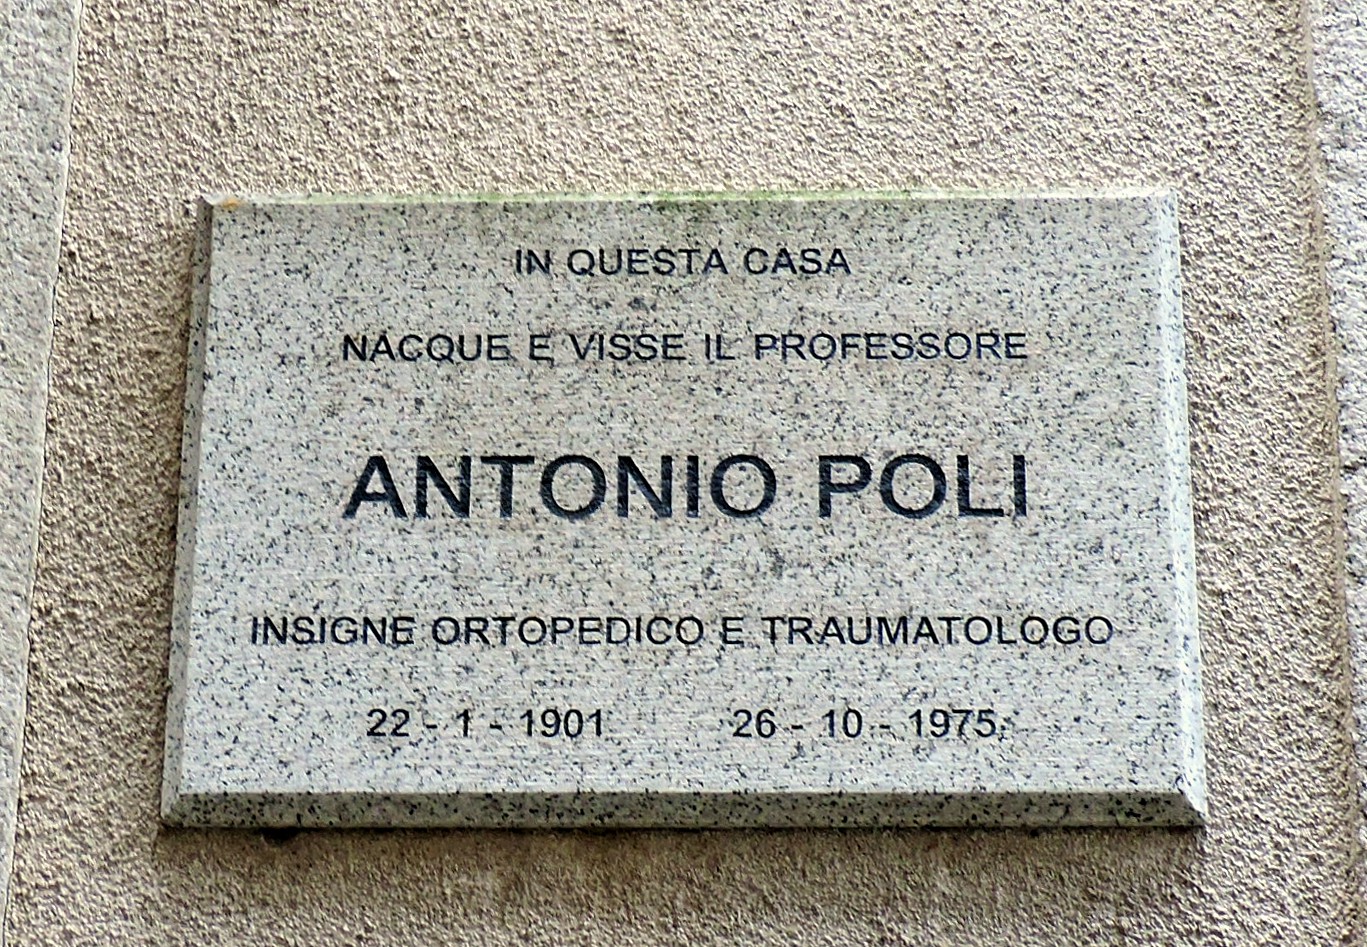 IN QUESTA CASA
NACQUE E VISSE IL PROFESSORE
ANTONIO POLI
INSIGNE ORTOPEDICO E TRAUMATOLOGO
22 - 1 - 1901 26 - 10 - 1975